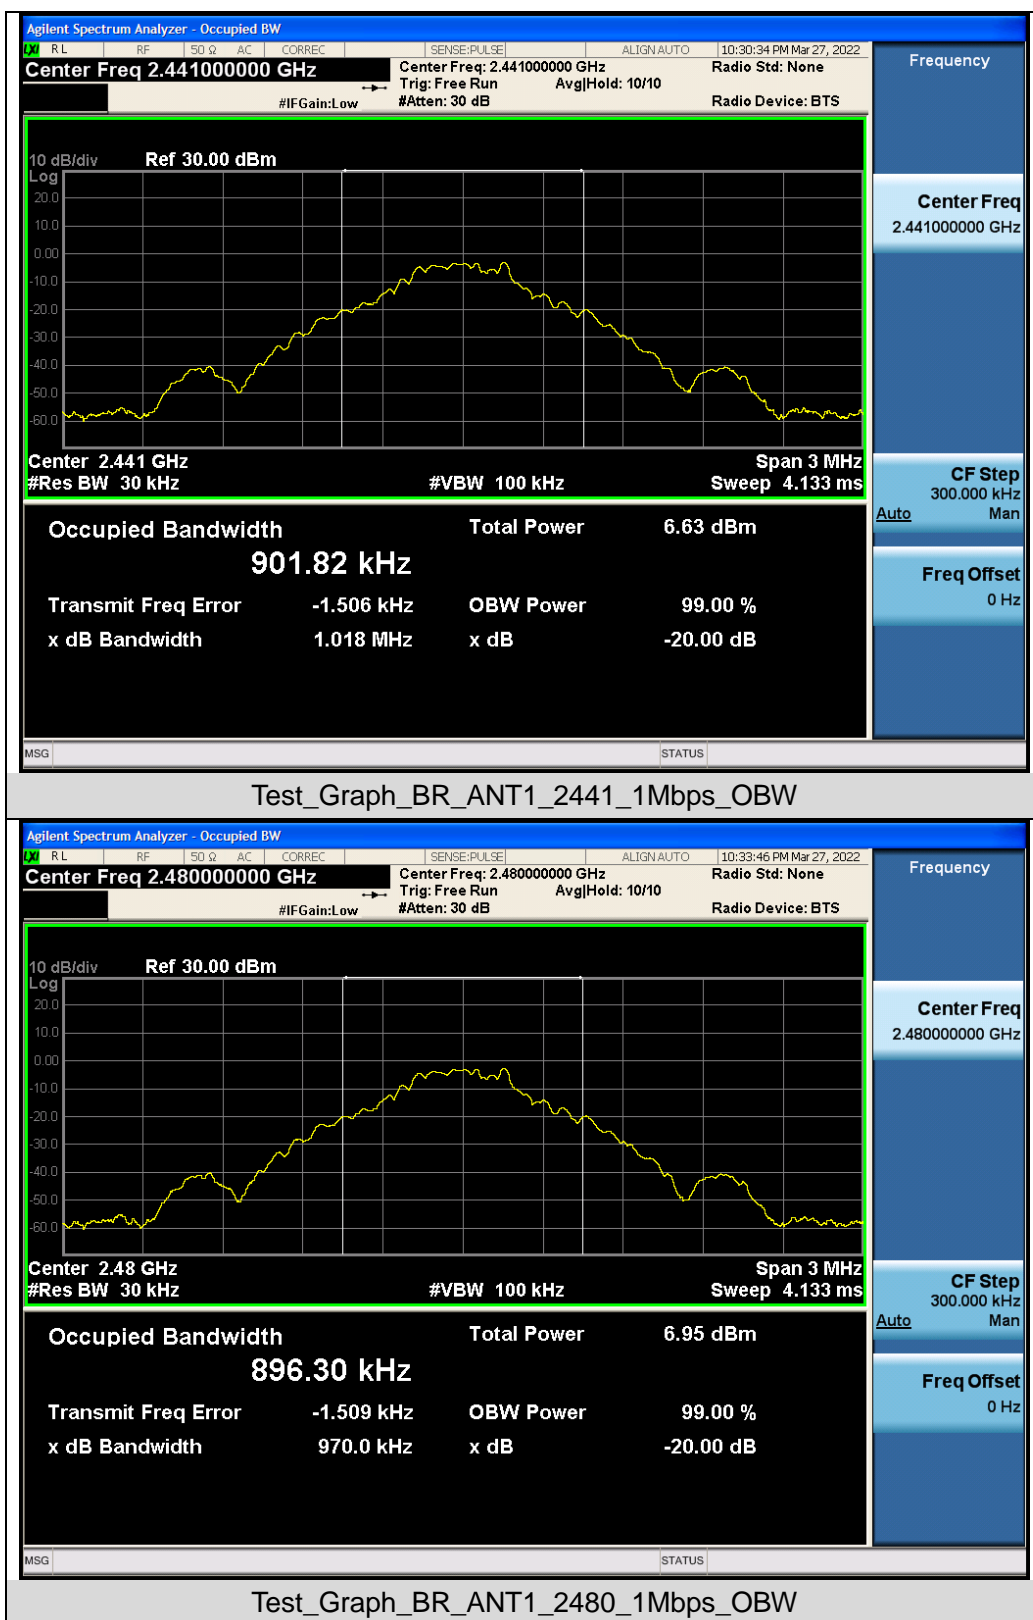 Agilent Spectrum Analyzer - Occupied BW
LXI RL RF 50 Ω AC CORREC SENSE:PULSE ALIGN AUTO 10:30:34 PM Mar 27, 2022
Center Freq 2.441000000 GHz Center Freq: 2.441000000 GHz Radio Std: None
Trig: Free Run Avg|Hold: 10/10
#IFGain:Low #Atten: 30 dB Radio Device: BTS
Frequency
10 dB/div Ref 30.00 dBm
Log
20.0
10.0
0.00
-10.0
-20.0
-30.0
-40.0
-50.0
-60.0
Center Freq
2.441000000 GHz
Center 2.441 GHz Span 3 MHz
#Res BW 30 kHz #VBW 100 kHz Sweep 4.133 ms
CF Step
300.000 kHz
Auto Man
Occupied Bandwidth Total Power 6.63 dBm
901.82 kHz
Transmit Freq Error -1.506 kHz OBW Power 99.00 %
x dB Bandwidth 1.018 MHz x dB -20.00 dB
Freq Offset
0 Hz
MSG STATUS
Test_Graph_BR_ANT1_2441_1Mbps_OBW
Agilent Spectrum Analyzer - Occupied BW
LXI RL RF 50 Ω AC CORREC SENSE:PULSE ALIGN AUTO 10:33:46 PM Mar 27, 2022
Center Freq 2.480000000 GHz Center Freq: 2.480000000 GHz Radio Std: None
Trig: Free Run Avg|Hold: 10/10
#IFGain:Low #Atten: 30 dB Radio Device: BTS
Frequency
10 dB/div Ref 30.00 dBm
Log
20.0
10.0
0.00
-10.0
-20.0
-30.0
-40.0
-50.0
-60.0
Center Freq
2.480000000 GHz
Center 2.48 GHz Span 3 MHz
#Res BW 30 kHz #VBW 100 kHz Sweep 4.133 ms
CF Step
300.000 kHz
Auto Man
Occupied Bandwidth Total Power 6.95 dBm
896.30 kHz
Transmit Freq Error -1.509 kHz OBW Power 99.00 %
x dB Bandwidth 970.0 kHz x dB -20.00 dB
Freq Offset
0 Hz
MSG STATUS
Test_Graph_BR_ANT1_2480_1Mbps_OBW